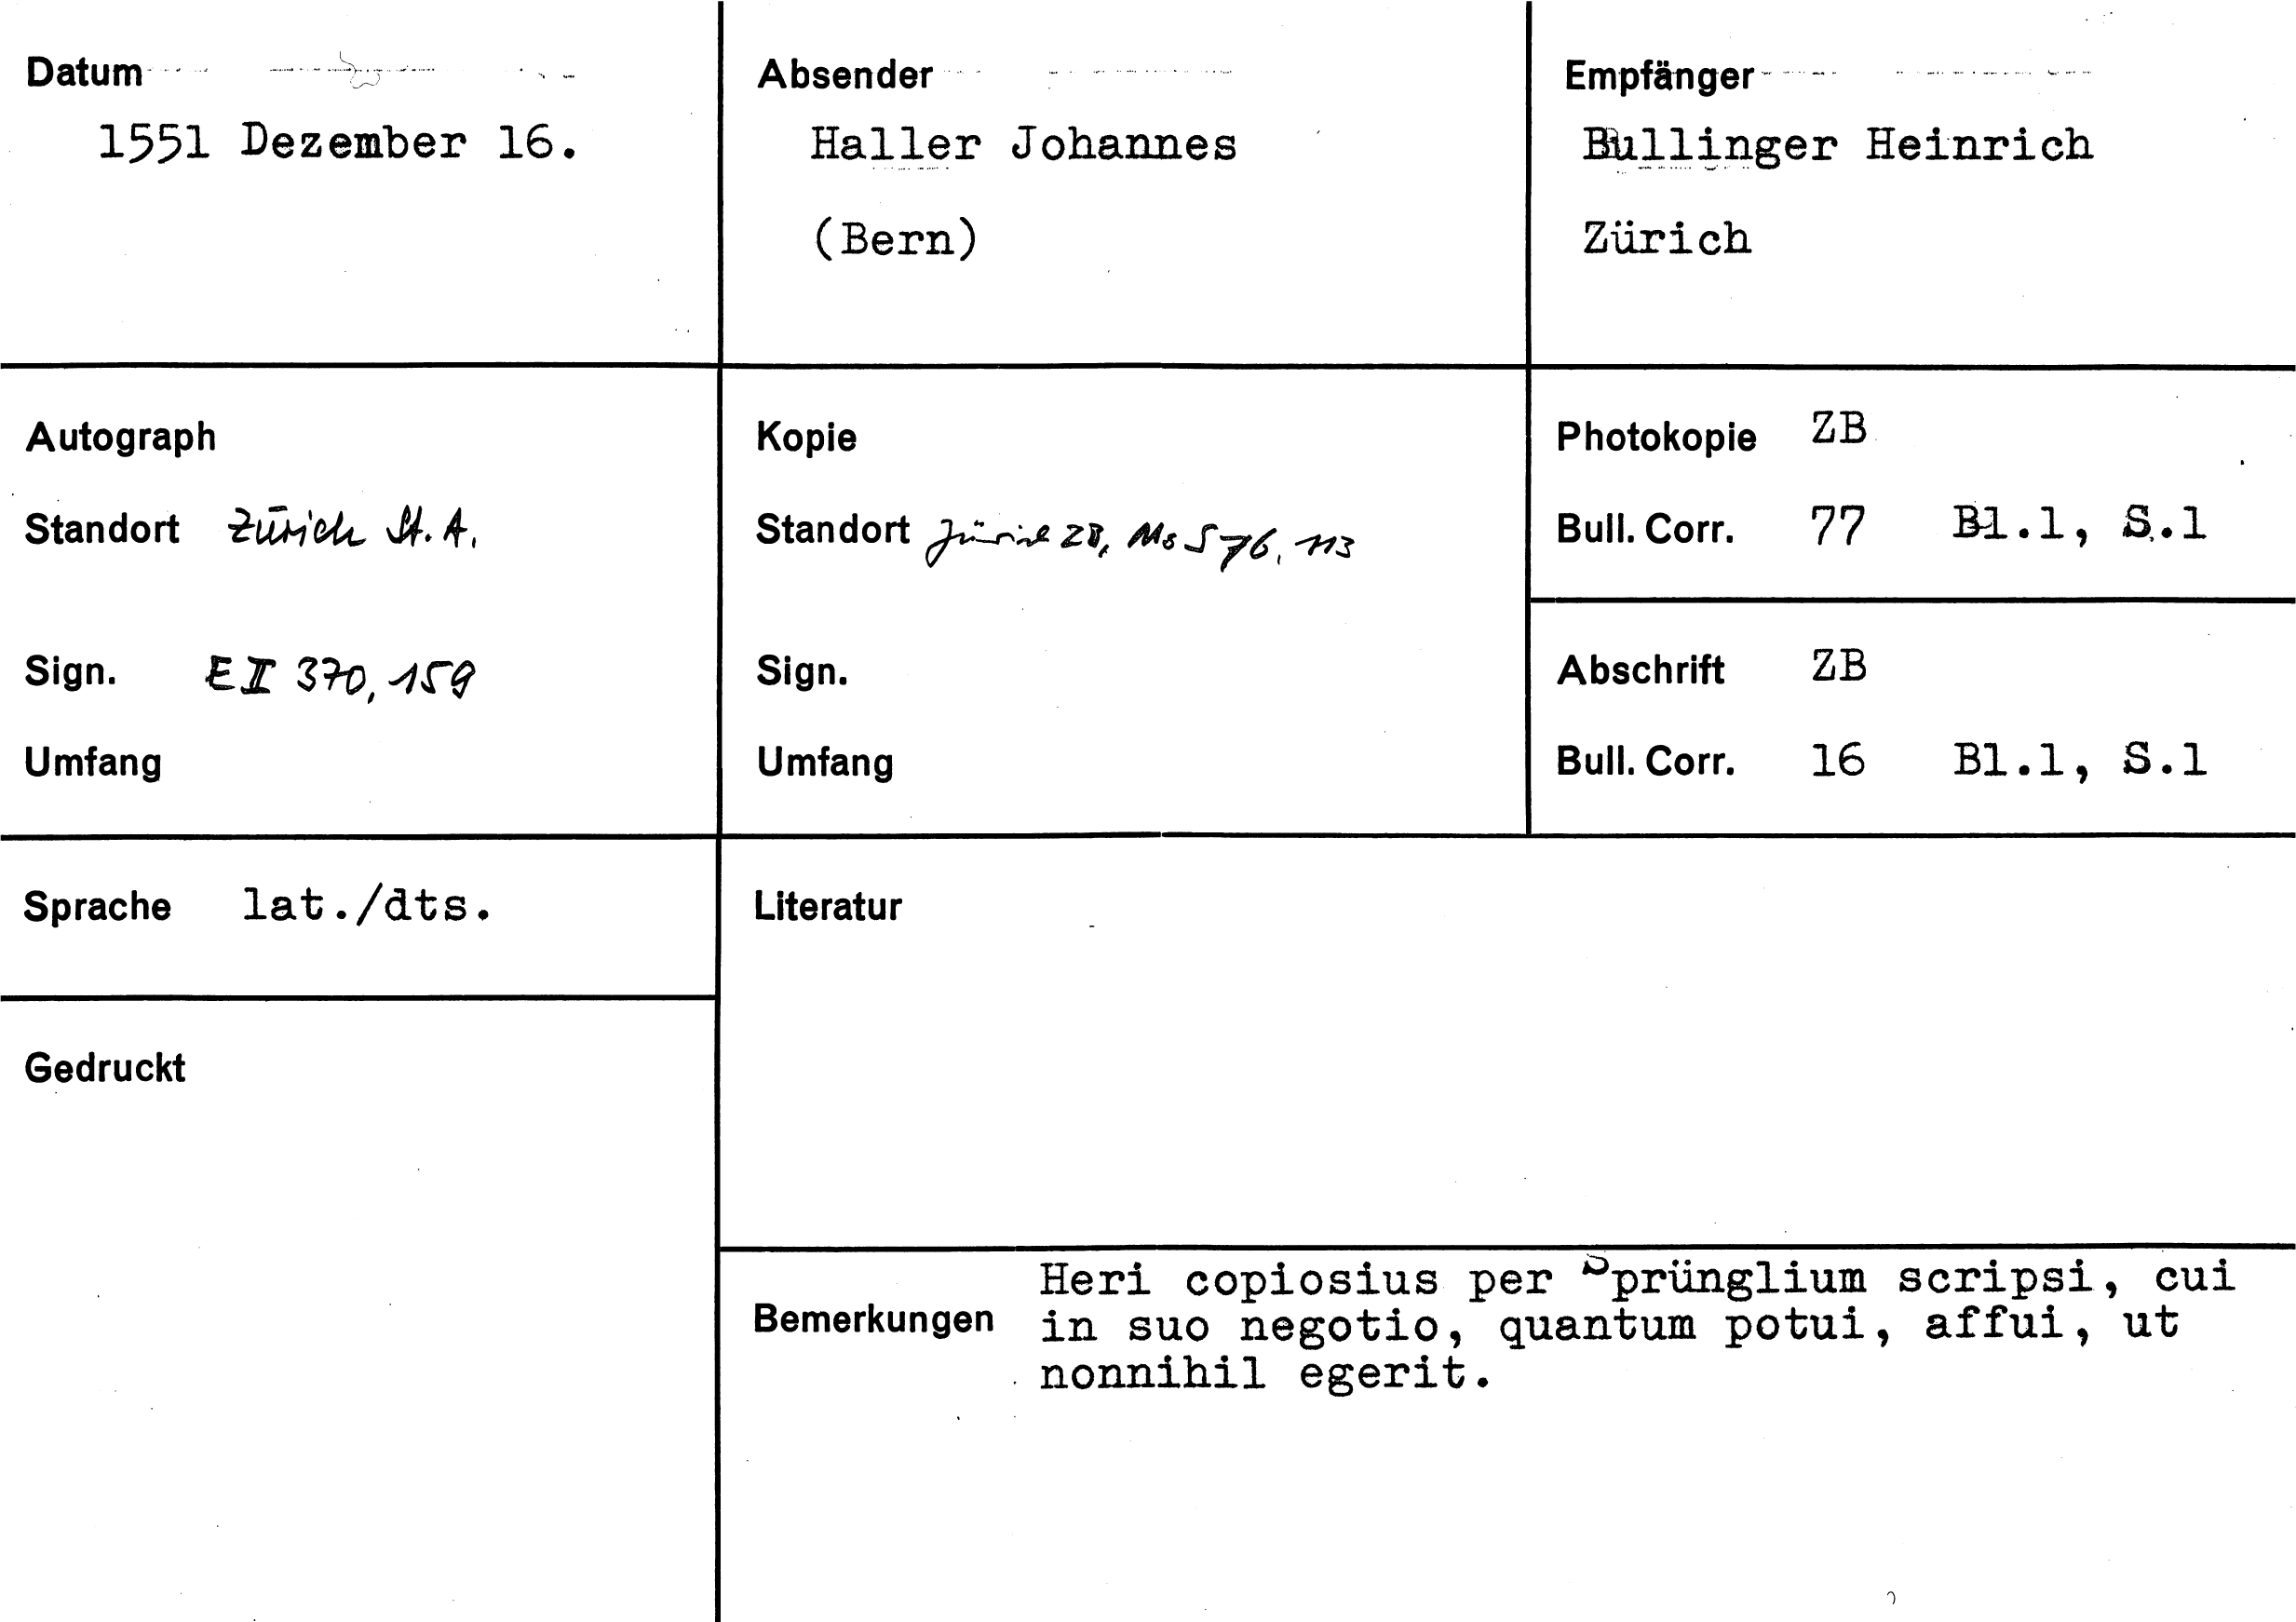 Datum
1551 Dezember 16.
Absender
Haller Johannes
(Bern)
Empfänger
Bullinger Heinrich
Zürich
Autograph
Standort Zürich St. A.
Sign. E II 370, 159
Umfang
Kopie
Standort Zürich ZB, Ms S 76, 113
Sign.
Umfang
Photokopie ZB
Bull. Corr. 77 Bl.1, S.1
Abschrift ZB
Bull. Corr. 16 Bl.1, S.1
Sprache lat./dts.
Gedruckt
Literatur
Bemerkungen
Heri copiosius per Sprünglium scripsi, cui
in suo negotio, quantum potui, affui, ut
nonnihil egerit.